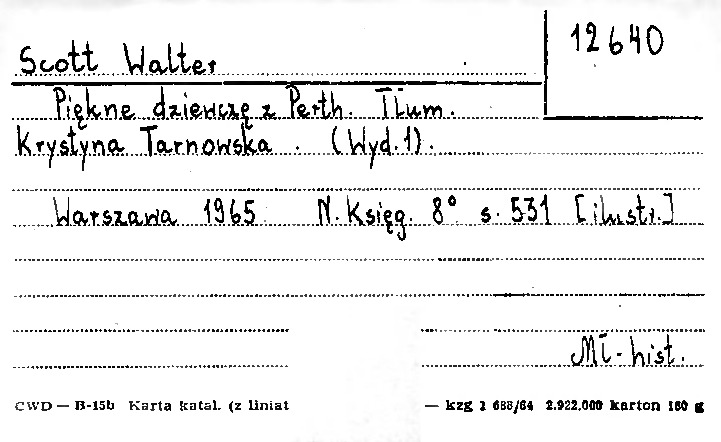 12640
Scott Walter
Piękne dziewczę z Perth. Tłum.
Krystyna Tarnowska. (Wyd.1).
Warszawa 1965 N. Księg. 8° s. 531 [ilustr.]
Mł-hist.
CWD — B-15b Karta katal. (z liniat — kzg 1 688/64 2.922.000 karton 160 g